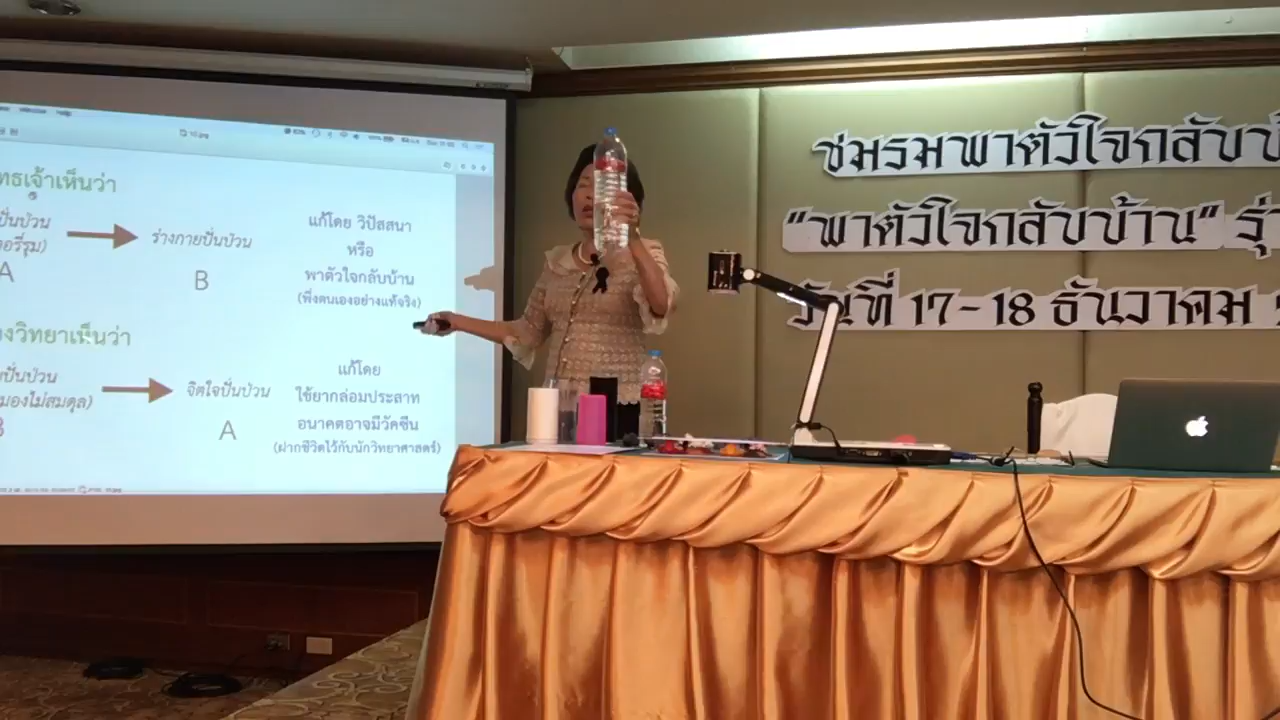 ทธเจ้าเห็นว่า
ปั่นป่วน
ร่างกายปั่นป่วน
A
B
แก้โดย วิปัสสนา
หรือ
พาตัวใจกลับบ้าน
(พึ่งตนเองอย่างแท้จริง)
วิทยาเห็นว่า
ปั่นป่วน
มองไม่สมดุล)
จิตใจปั่นป่วน
A
แก้โดย
ใช้ยากล่อมประสาท
อนาคตอาจมีวัคซีน
(ฝากชีวิตไว้กับนักวิทยาศาสตร์)
ชมรมพาตัวใจกลับบ้
"พาตัวใจกลับบ้าน" รุ่
วันที่ 17-18 ธันวาคม